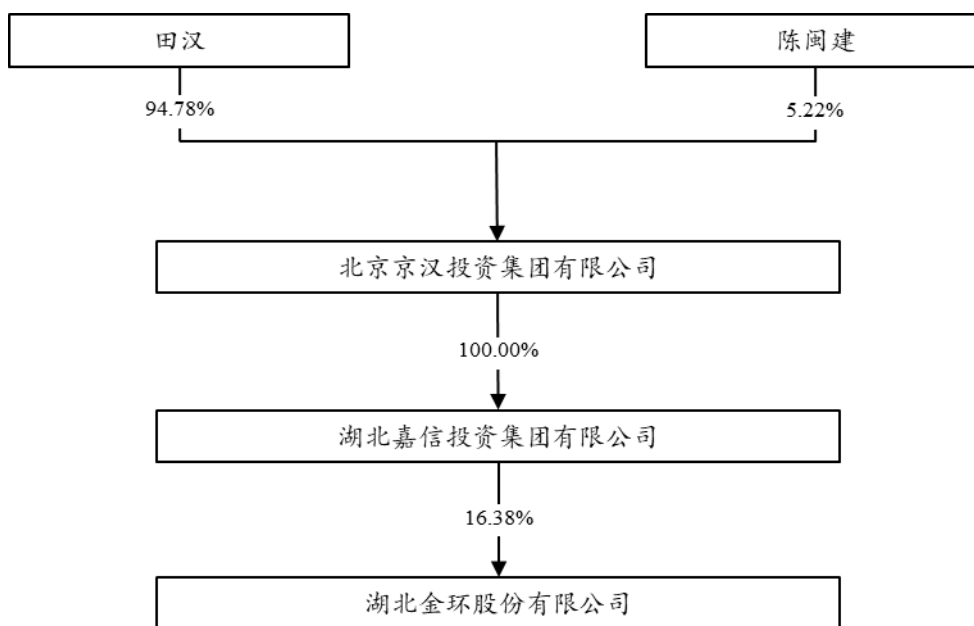 田汉
陈闽建
94.78%
5.22%
北京京汉投资集团有限公司
100.00%
湖北嘉信投资集团有限公司
16.38%
湖北金环股份有限公司